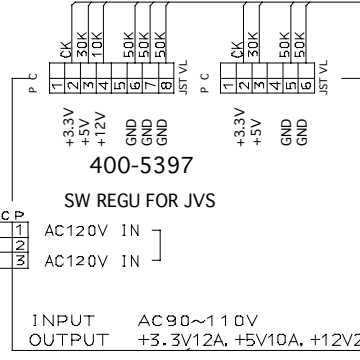 CK 30K 10K 50K 50K 50K CK 30K 50K 50K
P C 1 2 3 4 5 6 7 8 JST VL P C 1 2 3 4 5 6 JST VL
+3.3V +5V +12V GND GND GND +3.3V +5V GND GND
400-5397
SW REGU FOR JVS
CP
1 AC120V IN
2
3 AC120V IN
INPUT AC90~110V
OUTPUT +3.3V12A, +5V10A, +12V2